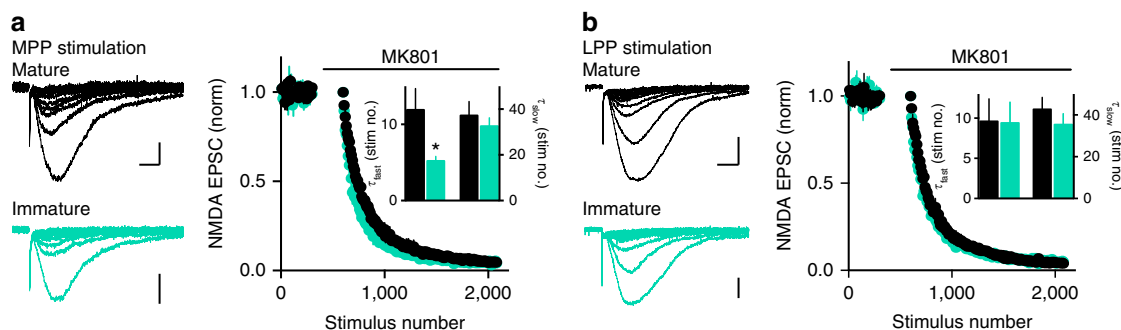 a
MPP stimulation
Mature
Immature
NMDA EPSC (norm)
1.0
0.5
0.0
0
1,000
2,000
Stimulus number
MK801
τfast (stim no.)
10
0
*
40
20
0
τslow (stim no.)
b
LPP stimulation
Mature
Immature
NMDA EPSC (norm)
1.0
0.5
0.0
0
1,000
2,000
Stimulus number
MK801
τfast (stim no.)
10
5
0
40
20
0
τslow (stim no.)